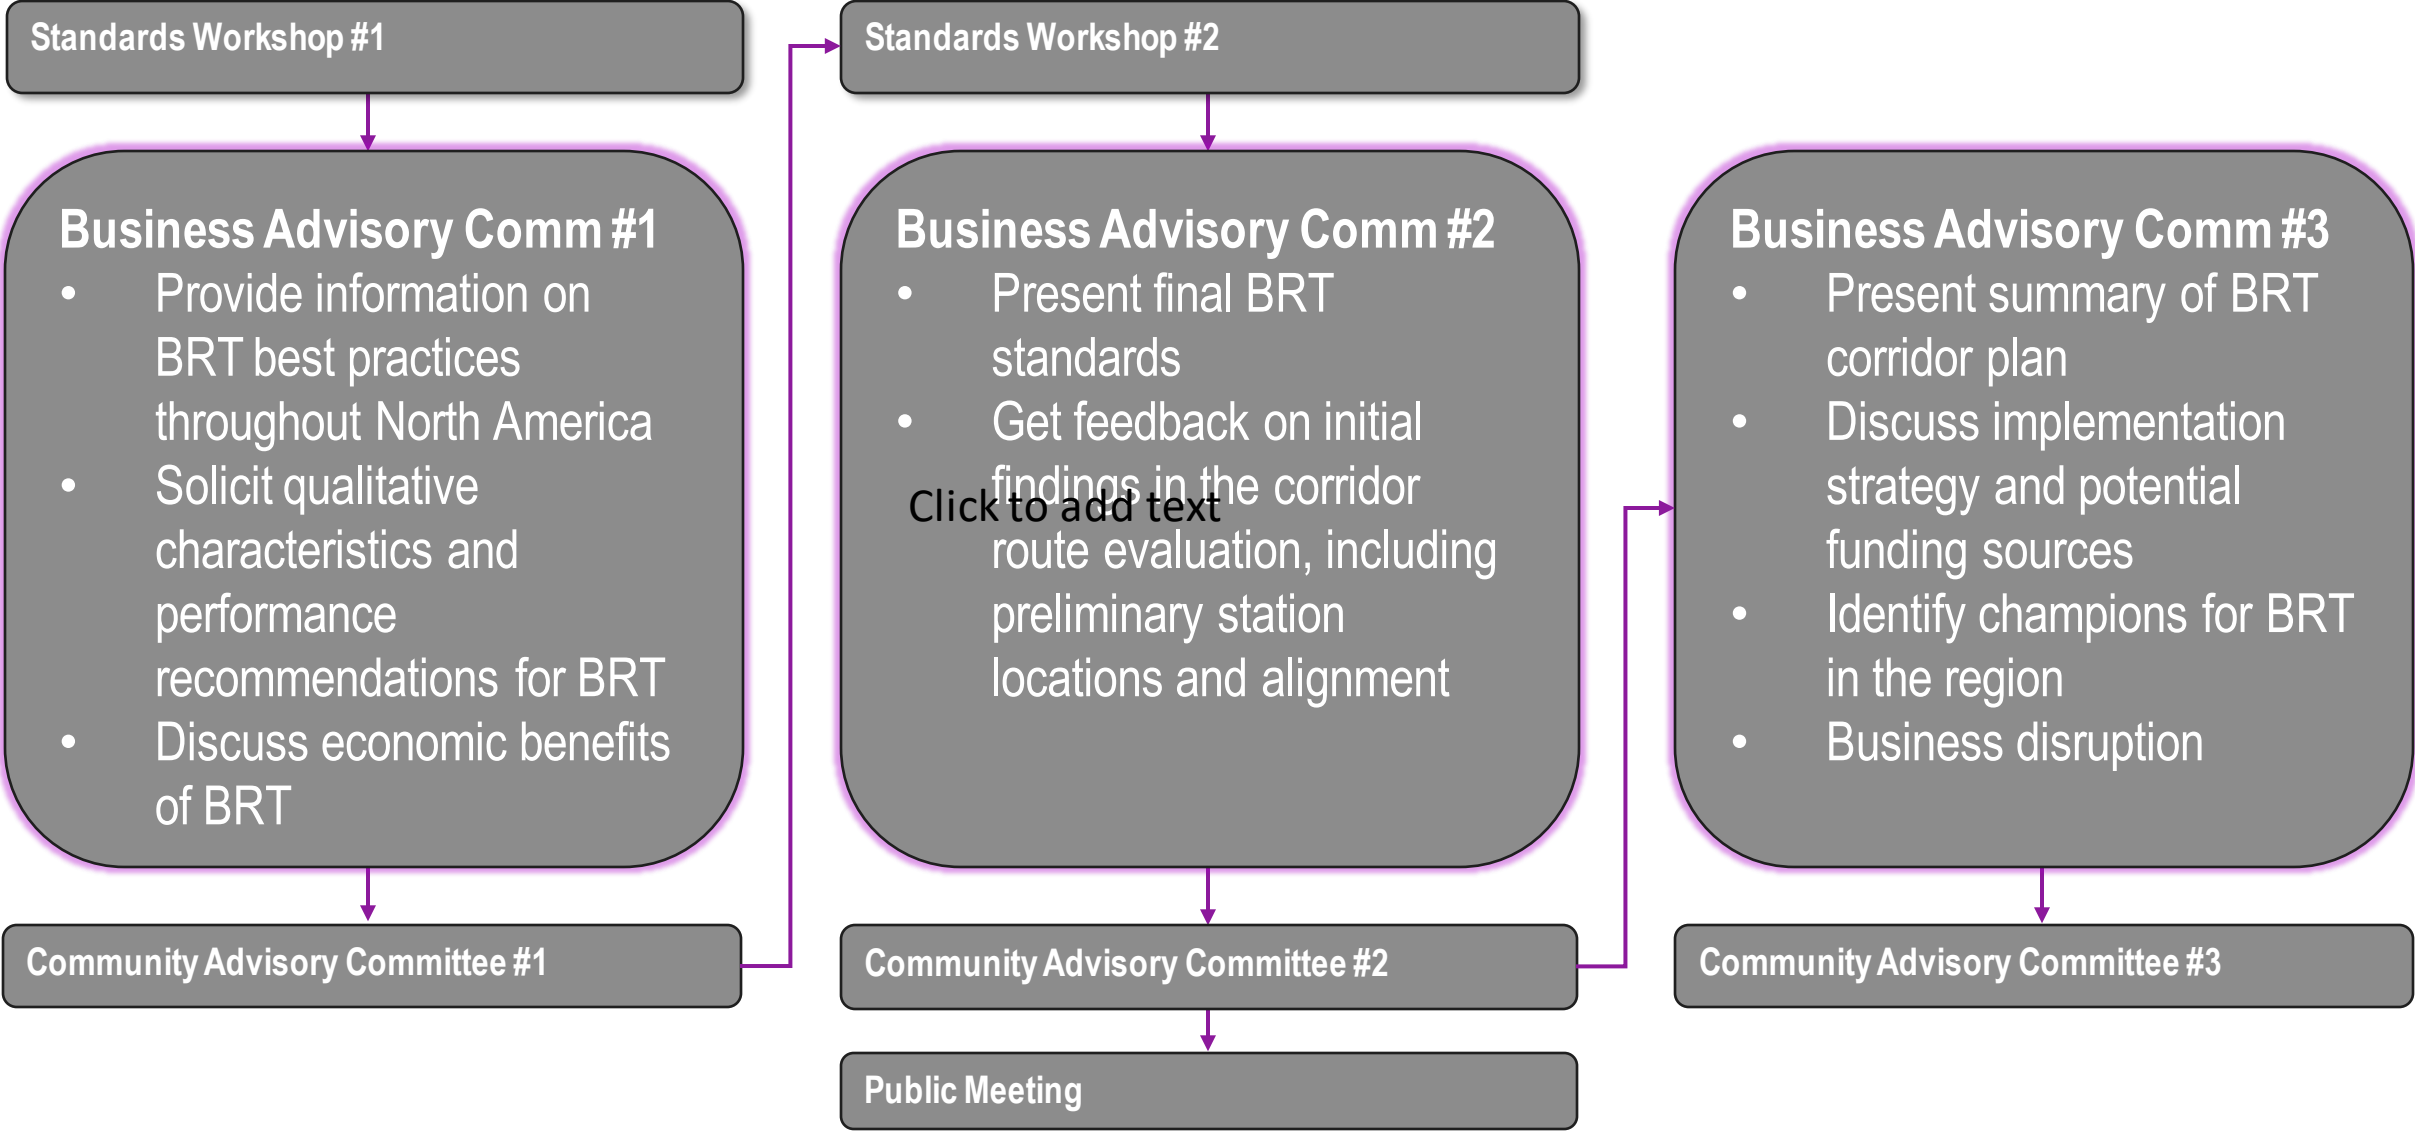 Standards Workshop #1
Business Advisory Comm #1
• Provide information on
BRT best practices
throughout North America
• Solicit qualitative
characteristics and
performance
recommendations for BRT
• Discuss economic benefits
of BRT
Community Advisory Committee #1
Standards Workshop #2
Business Advisory Comm #2
• Present final BRT
standards
• Get feedback on initial
findings in the corridor
Click to add text
route evaluation, including
preliminary station
locations and alignment
Community Advisory Committee #2
Public Meeting
Business Advisory Comm #3
• Present summary of BRT
corridor plan
• Discuss implementation
strategy and potential
funding sources
• Identify champions for BRT
in the region
• Business disruption
Community Advisory Committee #3